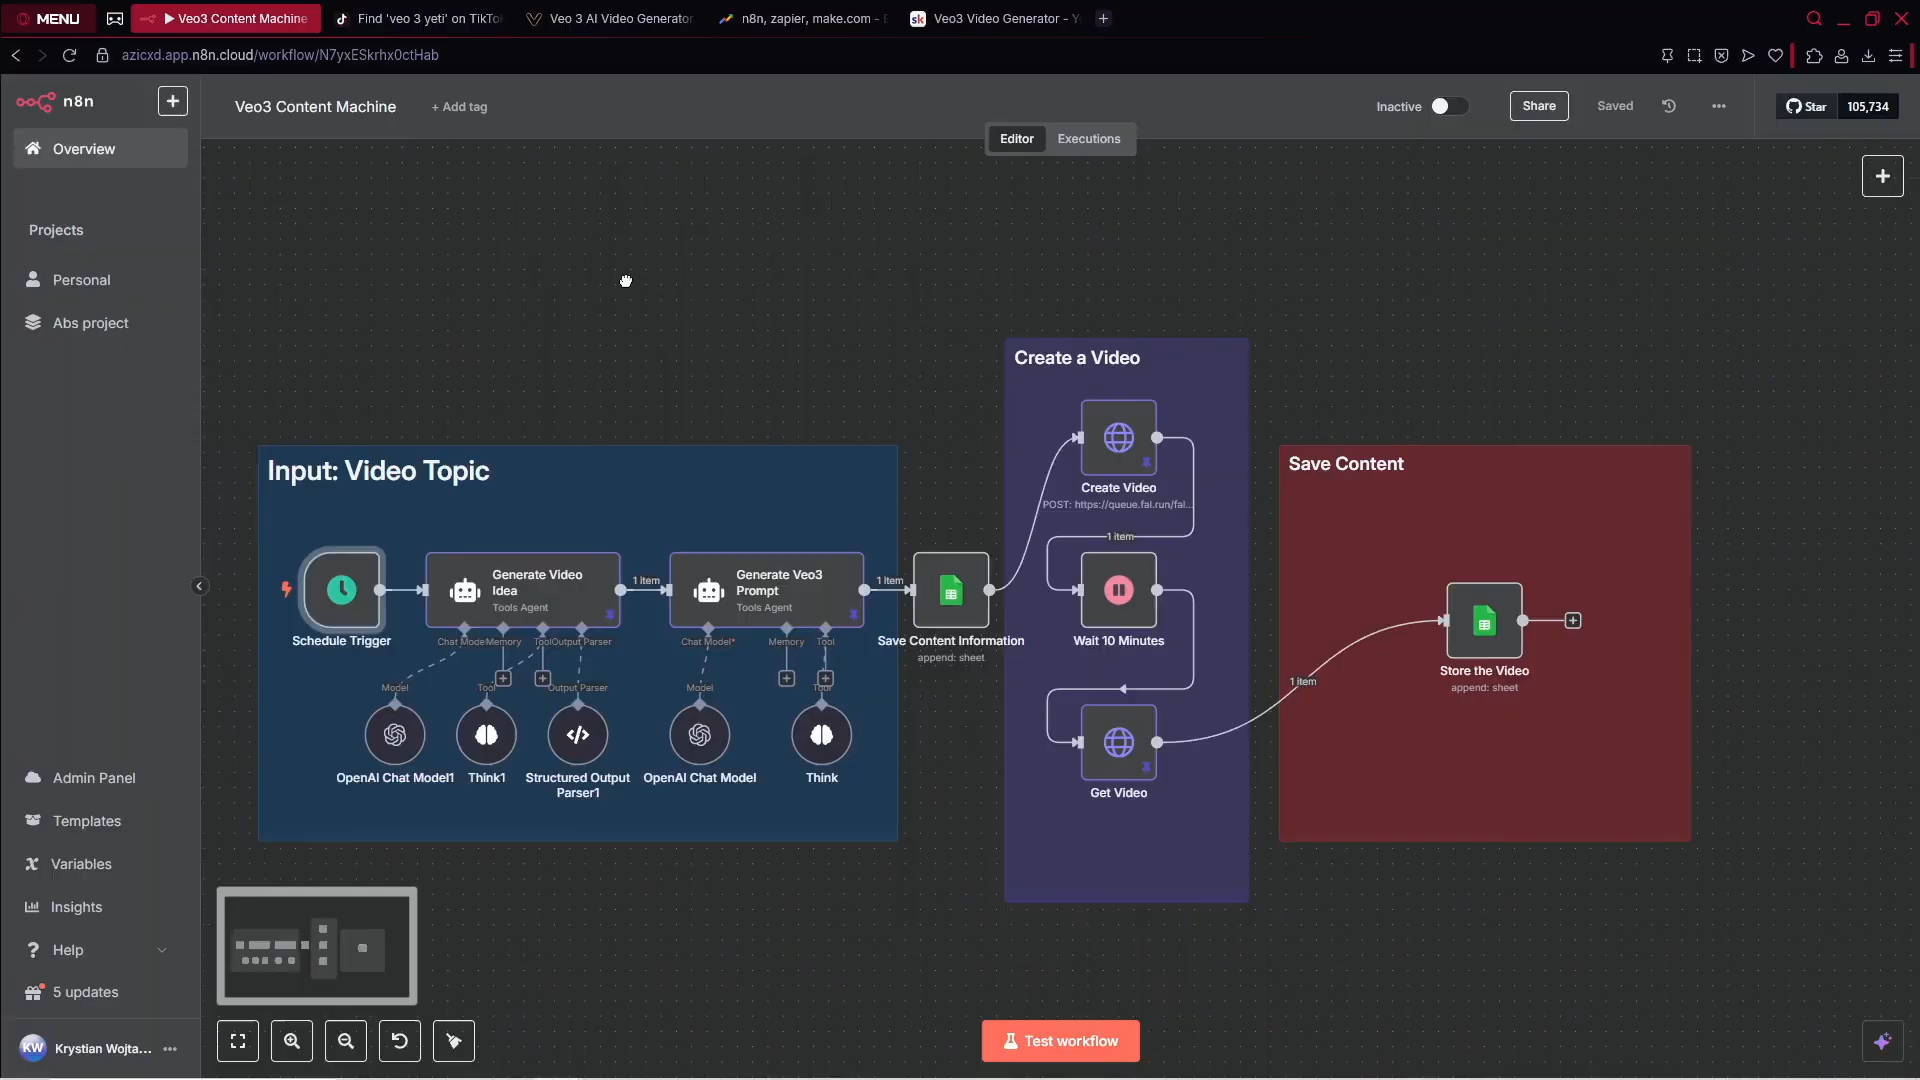 MENU
Veo3 Content Machine
Find 'veo 3 yeti' on TikTo
Veo 3 AI Video Generator
n8n, zapier, make.com -
Veo3 Video Generator -
azicxd.app.n8n.cloud/workflow/N7yxESkrhx0ctHab
n8n
Veo3 Content Machine
+ Add tag
Inactive
Share
Saved
Star
105,734
Editor
Executions
Overview
Projects
Personal
Abs project
Admin Panel
Templates
Variables
Insights
Help
5 updates
KW
Krystian Wojta...
Input: Video Topic
Schedule Trigger
Generate Video
Idea
Tools Agent
1 item
Generate Veo3
Prompt
Tools Agent
1 item
Chat Mode
Memory
Tool
Output Parser
Chat Model*
Memory
Tool
Model
Tool
Output Parser
Model
Tool
OpenAI Chat Model1
Think1
Structured Output
Parser1
OpenAI Chat Model
Think
Save Content Information
append: sheet
Create a Video
Create Video
POST: https://queue.fal.run/fal...
1 item
Wait 10 Minutes
Get Video
1 item
Save Content
Store the Video
append: sheet
Test workflow